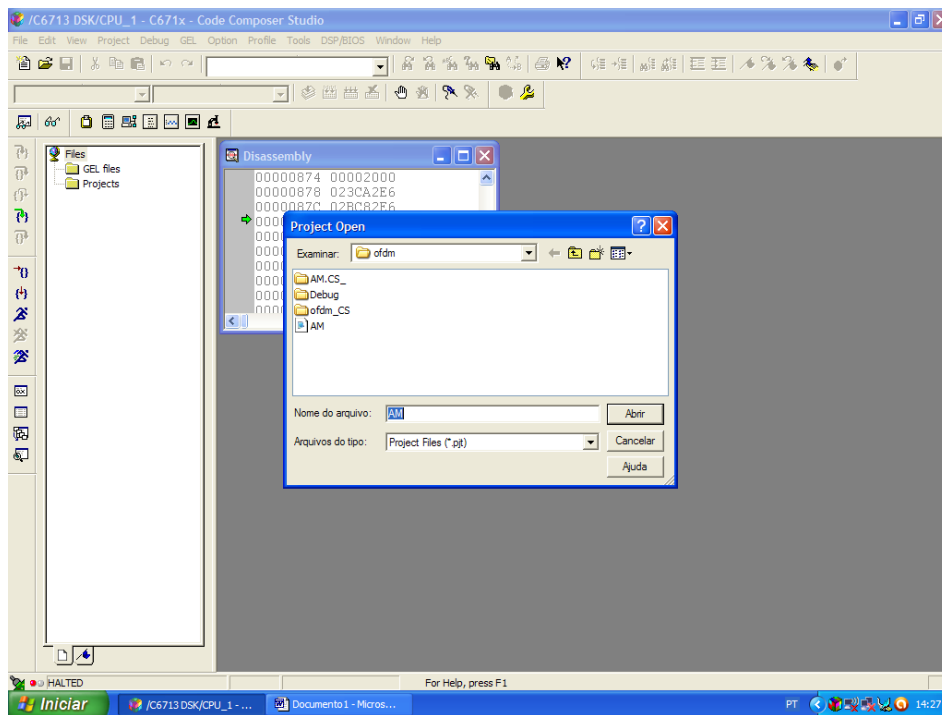 /C6713 DSK/CPU_1 - C671x - Code Composer Studio
File Edit View Project Debug GEL Option Profile Tools DSP/BIOS Window Help
Files
GEL files
Projects
Disassembly
00000874 00002000
00000878 023CA2E6
0000087C 02BC82E6
Project Open
Examinar:
ofdm
AM.CS_
Debug
ofdm_CS
AM
Nome do arquivo:
AM
Abrir
Arquivos do tipo:
Project Files (*.pjt)
Cancelar
Ajuda
HALTED
For Help, press F1
Iniciar
/C6713 DSK/CPU_1 - ...
Documento1 - Micros...
PT
14:27